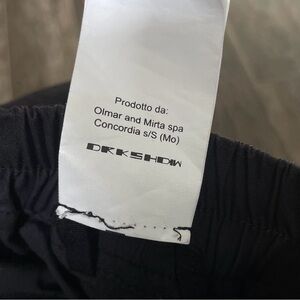 Prodotto da:
Olmar and Mirta spa
Concordia s/S (Mo)
DRKSHDW